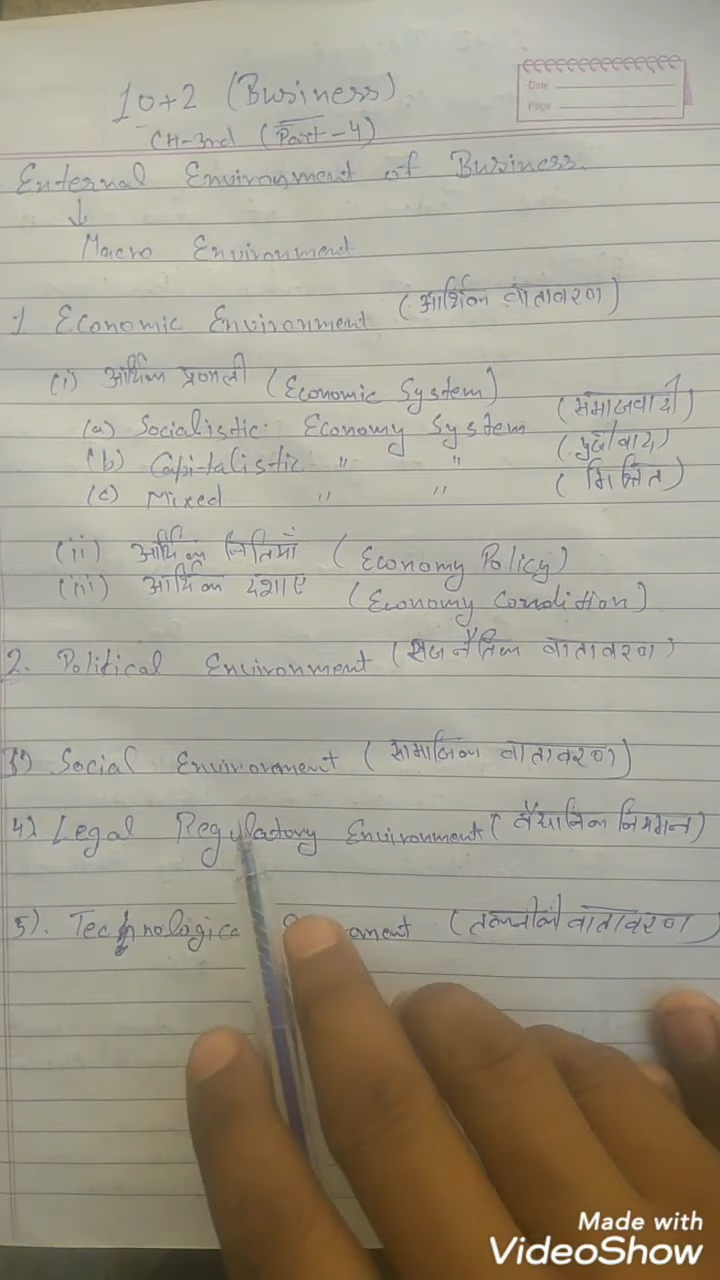 10+2 (Business)
CH-3rd (Part-4)
Date
Page
External Environment of Business.
↓
Macro Environment
1 Economic Environment (आर्थिक वातावरण)
(i) आर्थिक प्रणाली (Economic System)
(a) Socialistic Economy System (समाजवादी)
(b) Capitalistic " " (पुंजीवाद)
(c) Mixed " " (मिश्रित)
(ii) आर्थिक नितियाँ (Economy Policy)
(iii) आर्थिक दशाएं (Economy Condition)
2. Political Environment (राजनैतिक वातावरण)
3) Social Environment (सामाजिक वातावरण)
4) Legal Regulatory Environment (वैधानिक नियमन)
5). (तकनीकी वातावरण)
Made with
VideoShow